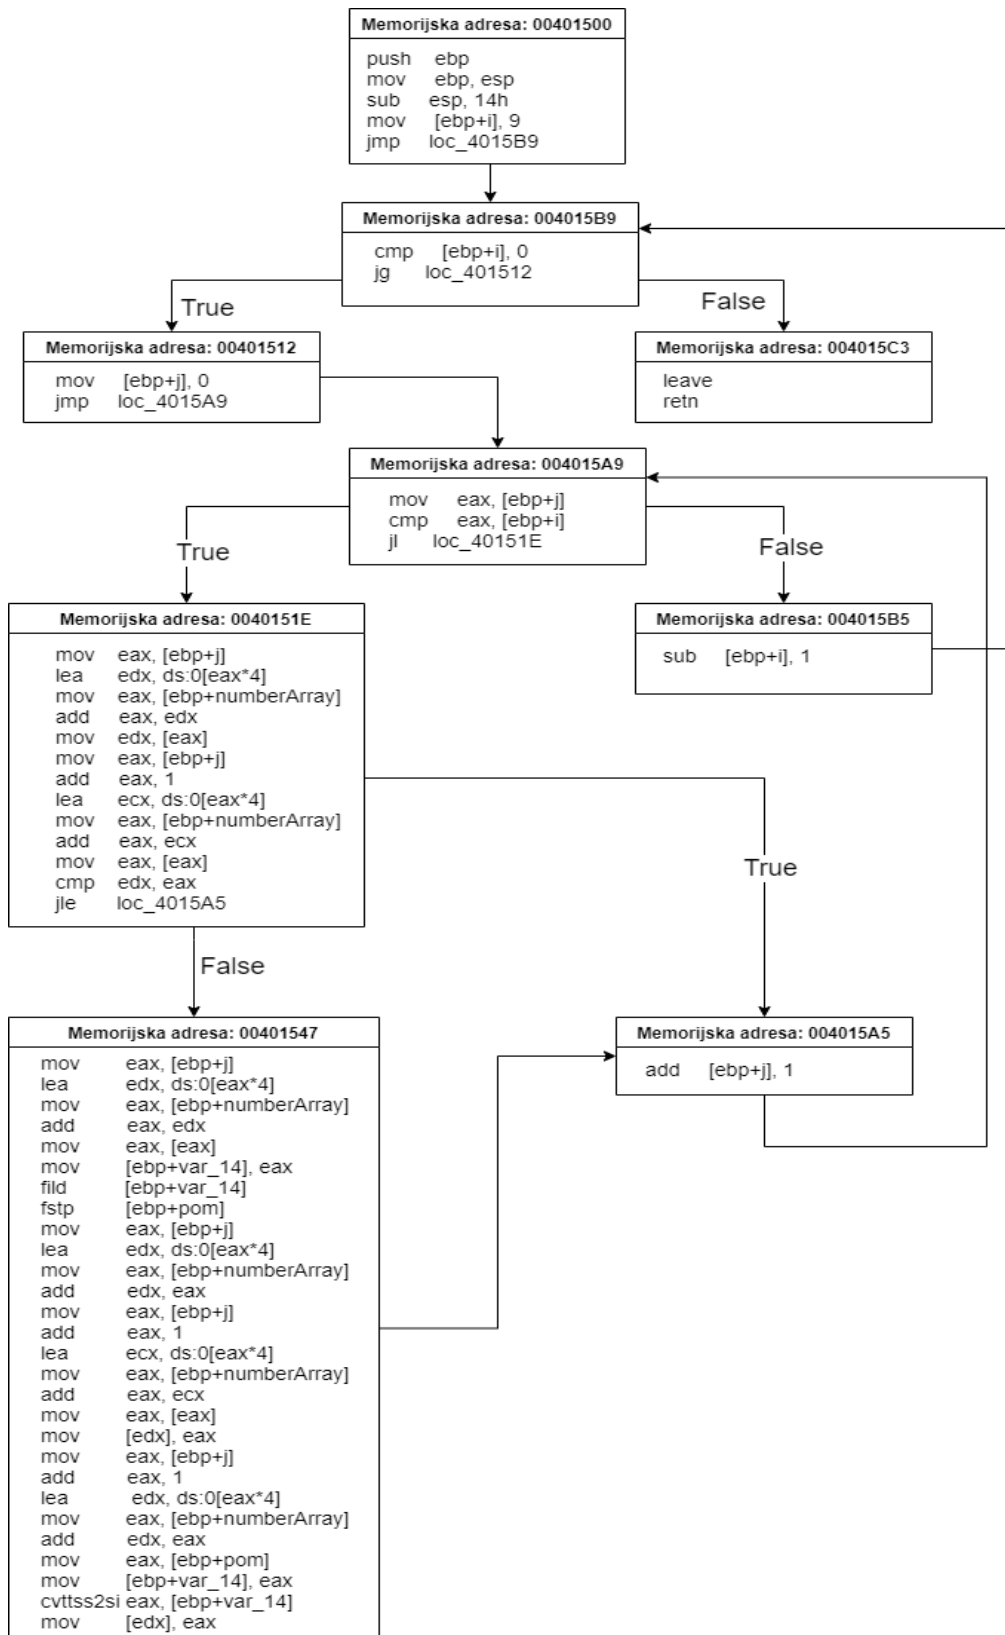 Memorijska adresa: 00401500
push ebp
mov ebp, esp
sub esp, 14h
mov [ebp+i], 9
jmp loc_4015B9
Memorijska adresa: 004015B9
cmp [ebp+i], 0
jg loc_401512
True
False
Memorijska adresa: 00401512
mov [ebp+j], 0
jmp loc_4015A9
Memorijska adresa: 004015C3
leave
retn
Memorijska adresa: 004015A9
mov eax, [ebp+j]
cmp eax, [ebp+i]
jl loc_40151E
True
False
Memorijska adresa: 0040151E
mov eax, [ebp+j]
lea edx, ds:0[eax*4]
mov eax, [ebp+numberArray]
add eax, edx
mov edx, [eax]
mov eax, [ebp+j]
add eax, 1
lea ecx, ds:0[eax*4]
mov eax, [ebp+numberArray]
add eax, ecx
mov eax, [eax]
cmp edx, eax
jle loc_4015A5
Memorijska adresa: 004015B5
sub [ebp+i], 1
True
False
Memorijska adresa: 00401547
mov eax, [ebp+j]
lea edx, ds:0[eax*4]
mov eax, [ebp+numberArray]
add eax, edx
mov eax, [eax]
mov [ebp+var_14], eax
fild [ebp+var_14]
fstp [ebp+pom]
mov eax, [ebp+j]
lea edx, ds:0[eax*4]
mov eax, [ebp+numberArray]
add edx, eax
mov eax, [ebp+j]
add eax, 1
lea ecx, ds:0[eax*4]
mov eax, [ebp+numberArray]
add eax, ecx
mov eax, [eax]
mov [edx], eax
mov eax, [ebp+j]
add eax, 1
lea edx, ds:0[eax*4]
mov eax, [ebp+numberArray]
add edx, eax
mov eax, [ebp+pom]
mov [ebp+var_14], eax
cvttss2si eax, [ebp+var_14]
mov [edx], eax
Memorijska adresa: 004015A5
add [ebp+j], 1